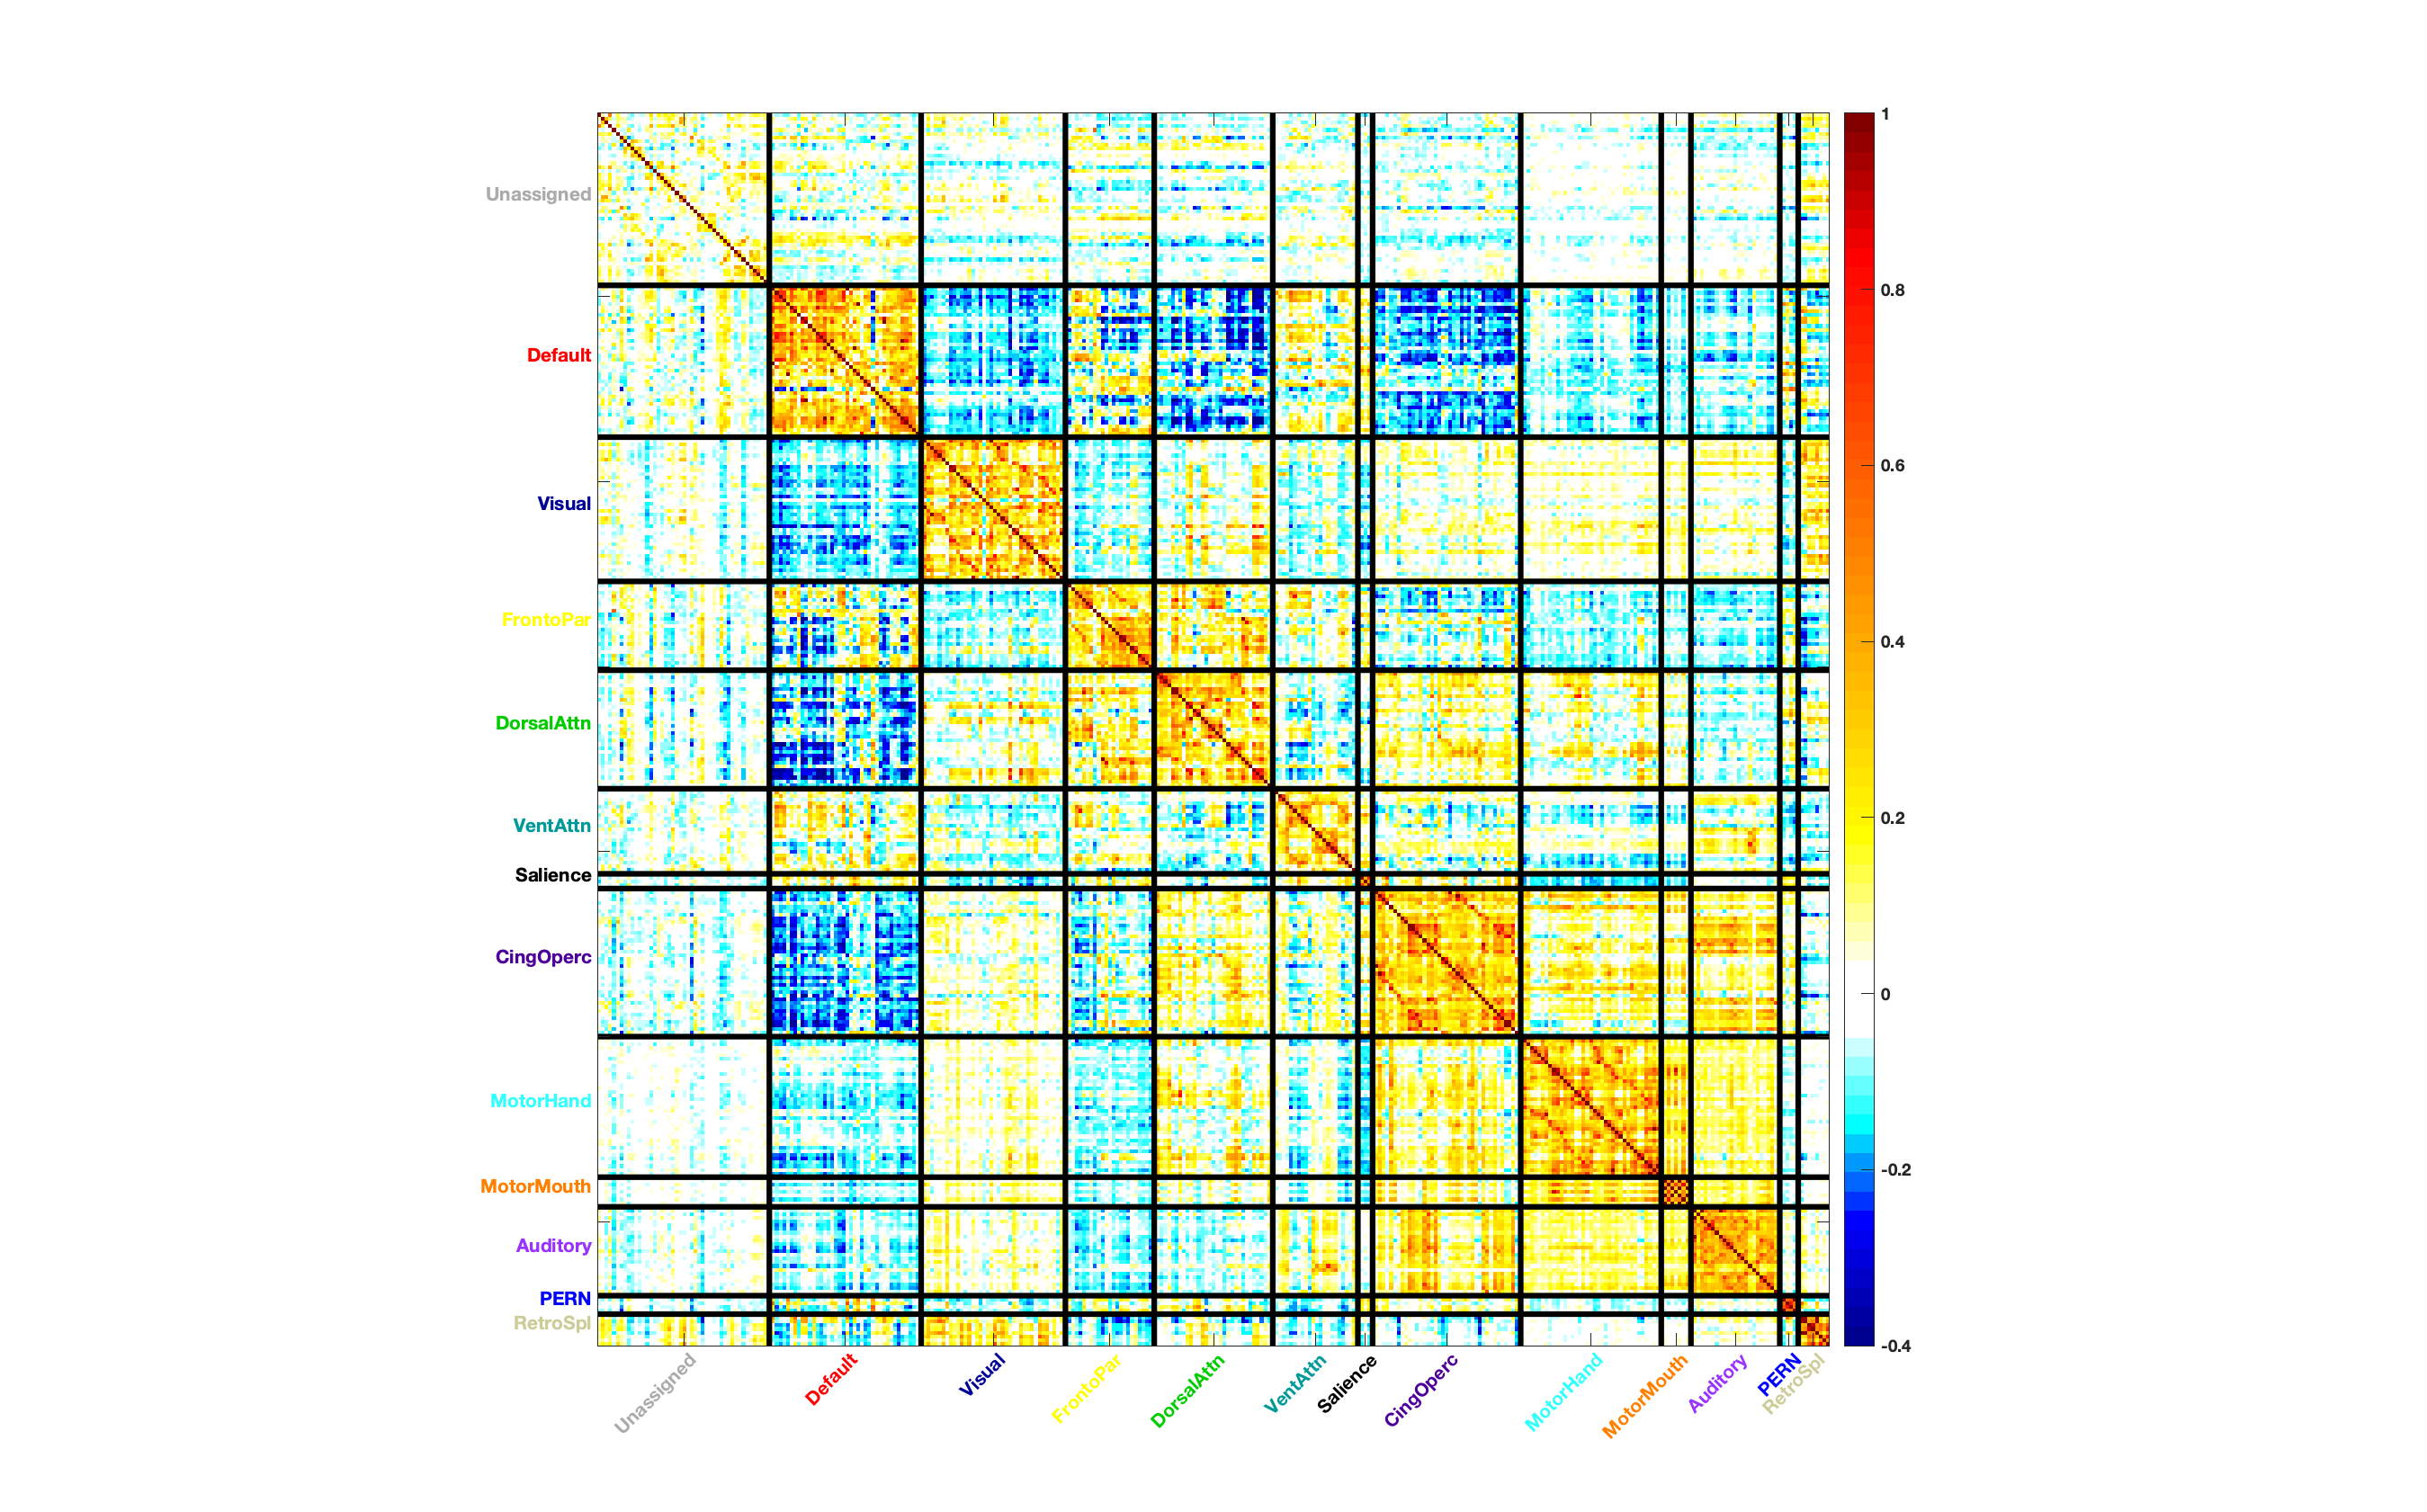 Unassigned
Default
Visual
FrontoPar
DorsalAttn
VentAttn
Salience
CingOperc
MotorHand
MotorMouth
Auditory
PERN
RetroSpl
Unassigned
Default
Visual
FrontoPar
DorsalAttn
VentAttn
Salience
CingOperc
MotorHand
MotorMouth
Auditory
PERN
RetroSpl
1
0.8
0.6
0.4
0.2
0
-0.2
-0.4